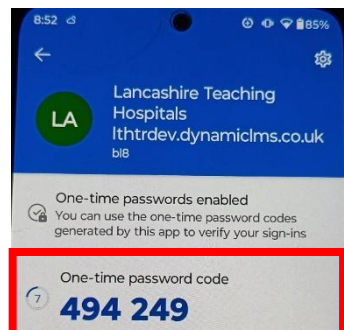 8:52 85%
LA
Lancashire Teaching
Hospitals
lthtrdev.dynamiclms.co.uk
bl8
One-time passwords enabled
You can use the one-time password codes
generated by this app to verify your sign-ins
One-time password code
7
494 249